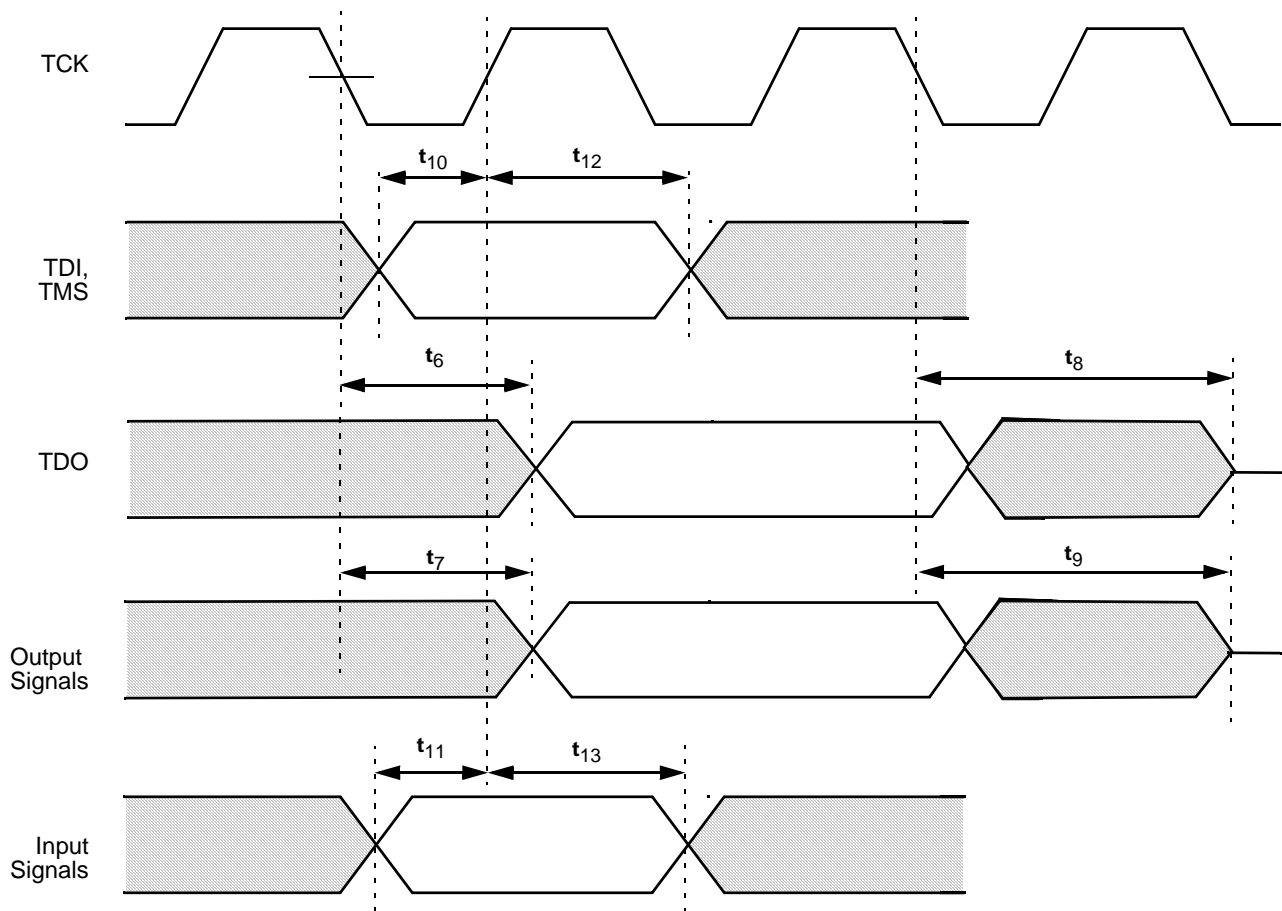 TCK
t10
t12
TDI,
TMS
t6
t8
TDO
t7
t9
Output
Signals
t11
t13
Input
Signals